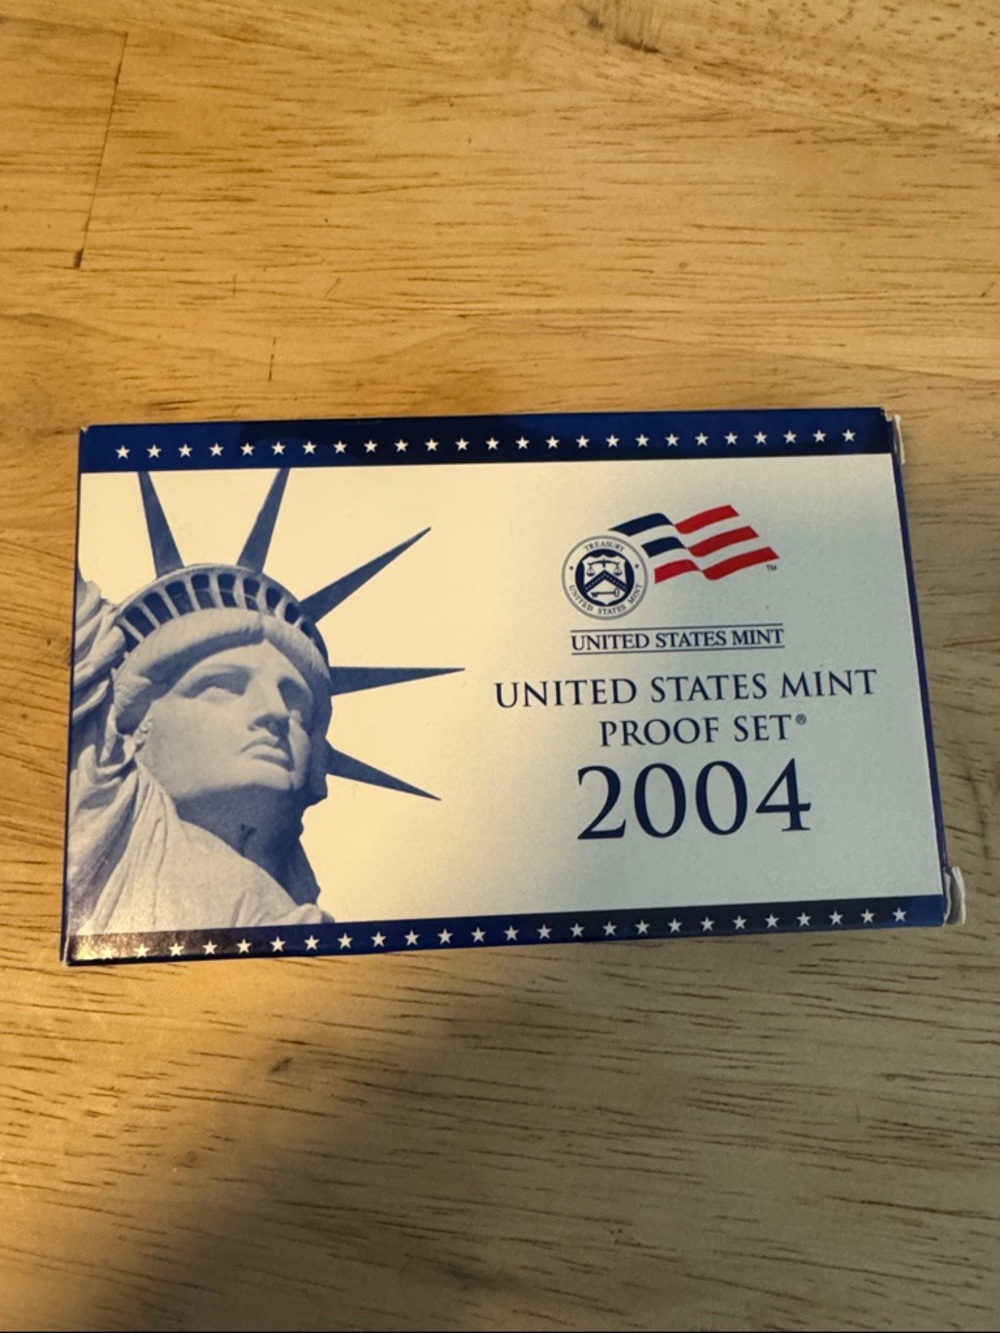 TREASURY
UNITED STATES MINT
™
UNITED STATES MINT
UNITED STATES MINT
PROOF SET®
2004